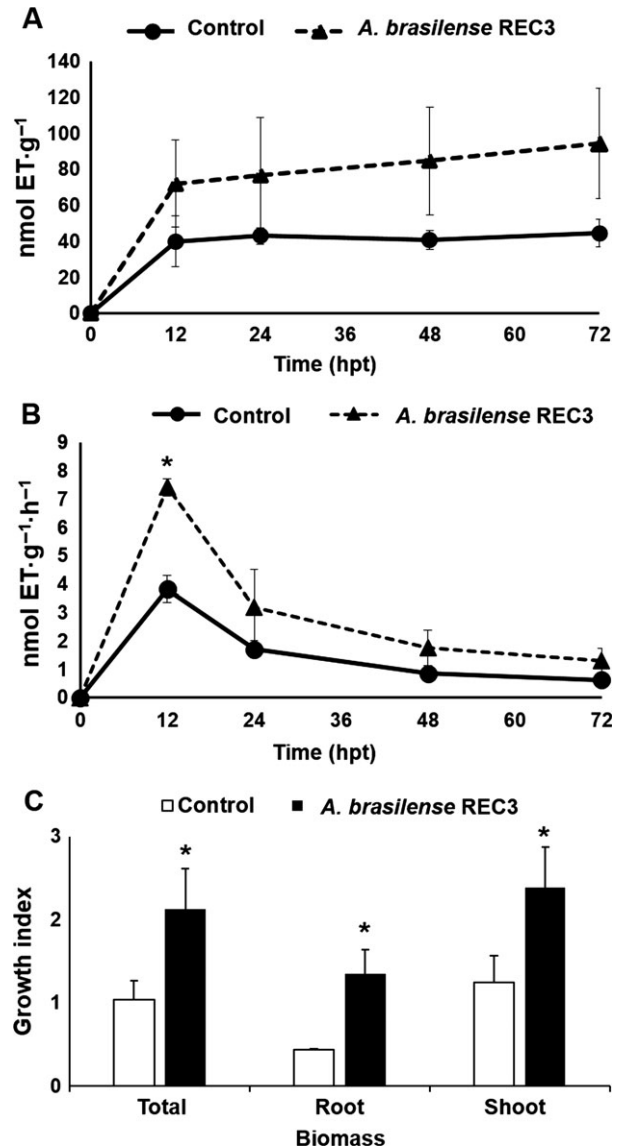 A
Control A. brasilense REC3
nmol ET·g⁻¹
140
120
100
80
60
40
20
0
0 12 24 36 48 60 72
Time (hpt)
B
Control A. brasilense REC3
nmol ET·g⁻¹·h⁻¹
9
8
7
6
5
4
3
2
1
0
*
0 12 24 36 48 60 72
Time (hpt)
C
Control A. brasilense REC3
Growth index
3
2
1
0
* * *
Total Root Shoot
Biomass